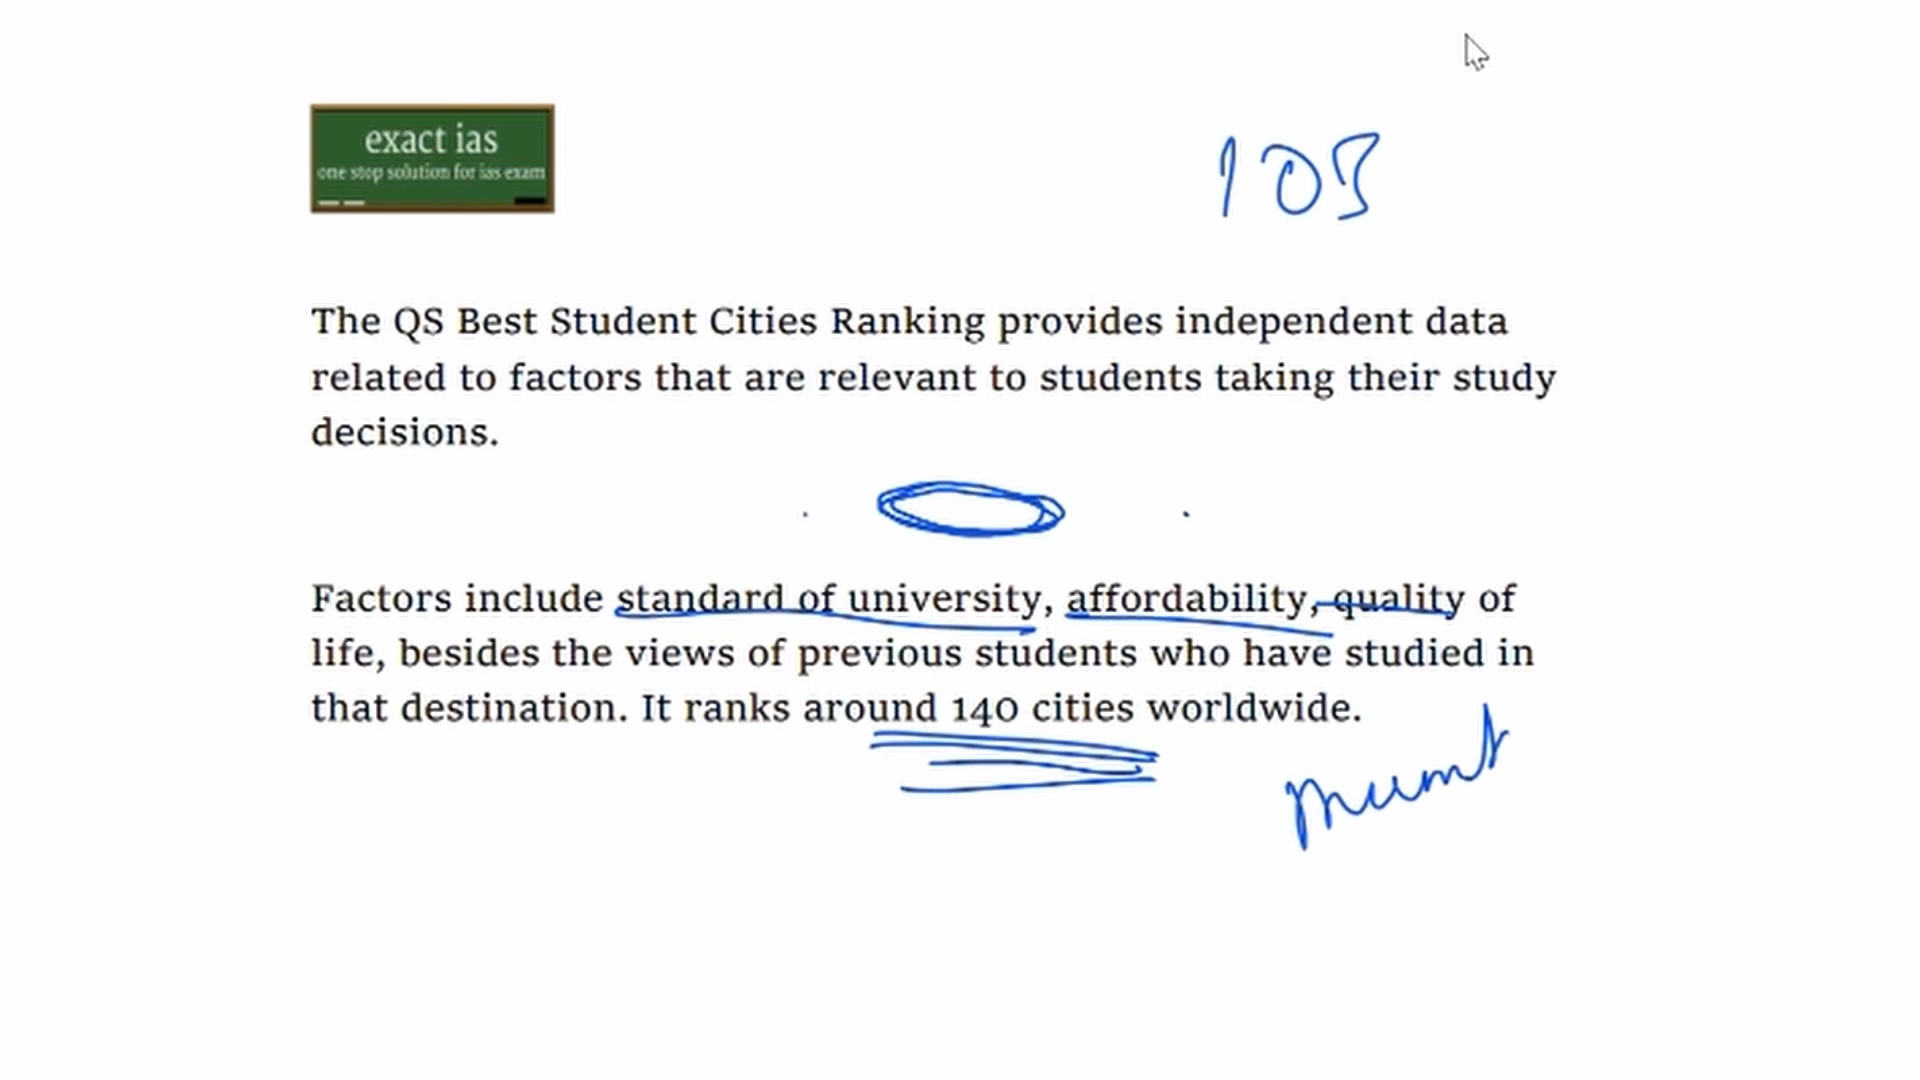 exact ias
one stop solution for ias exam
103
The QS Best Student Cities Ranking provides independent data
related to factors that are relevant to students taking their study
decisions.
Factors include standard of university, affordability, quality of
life, besides the views of previous students who have studied in
that destination. It ranks around 140 cities worldwide.